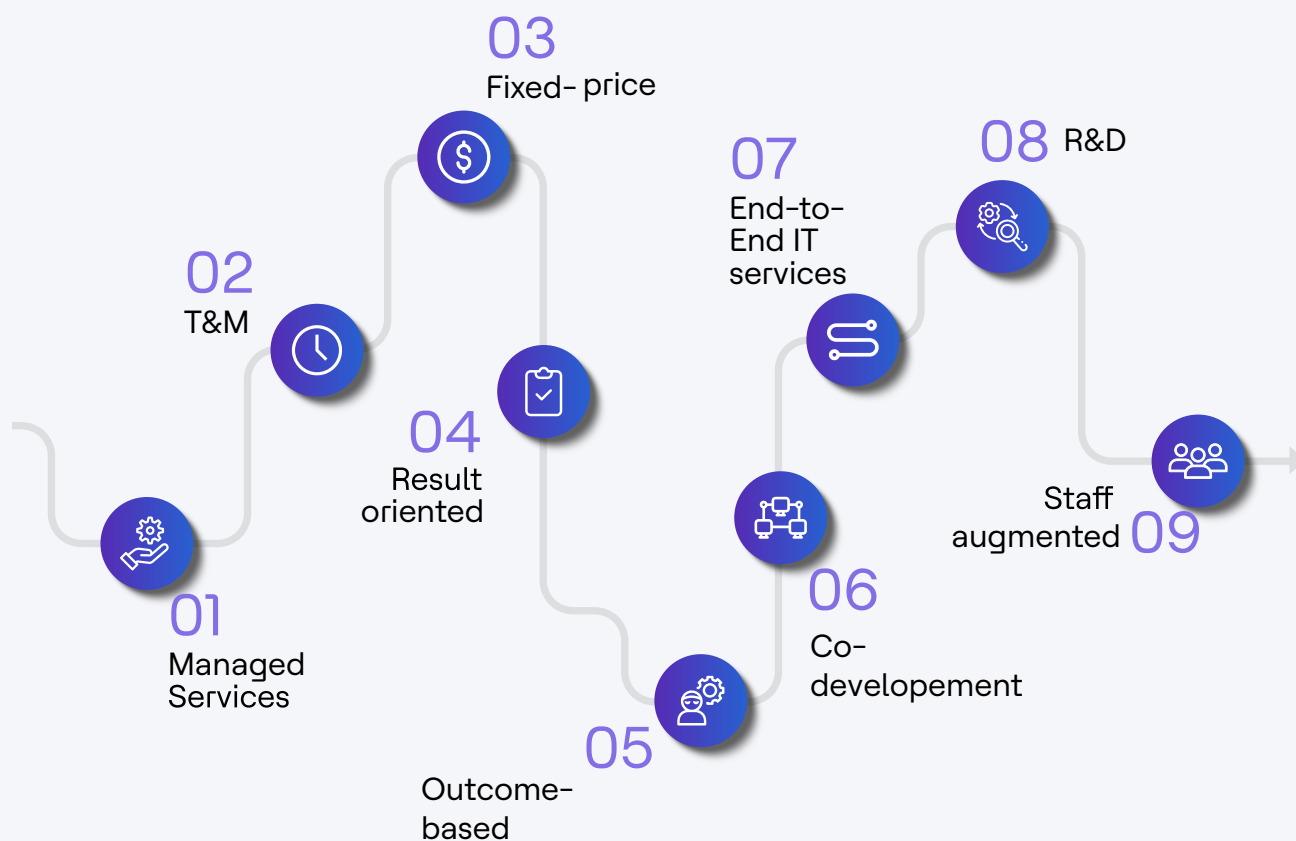 01
Managed
Services
02
T&M
03
Fixed- price
04
Result
oriented
05
Outcome-
based
06
Co-
developement
07
End-to-
End IT
services
08 R&D
Staff
augmented 09